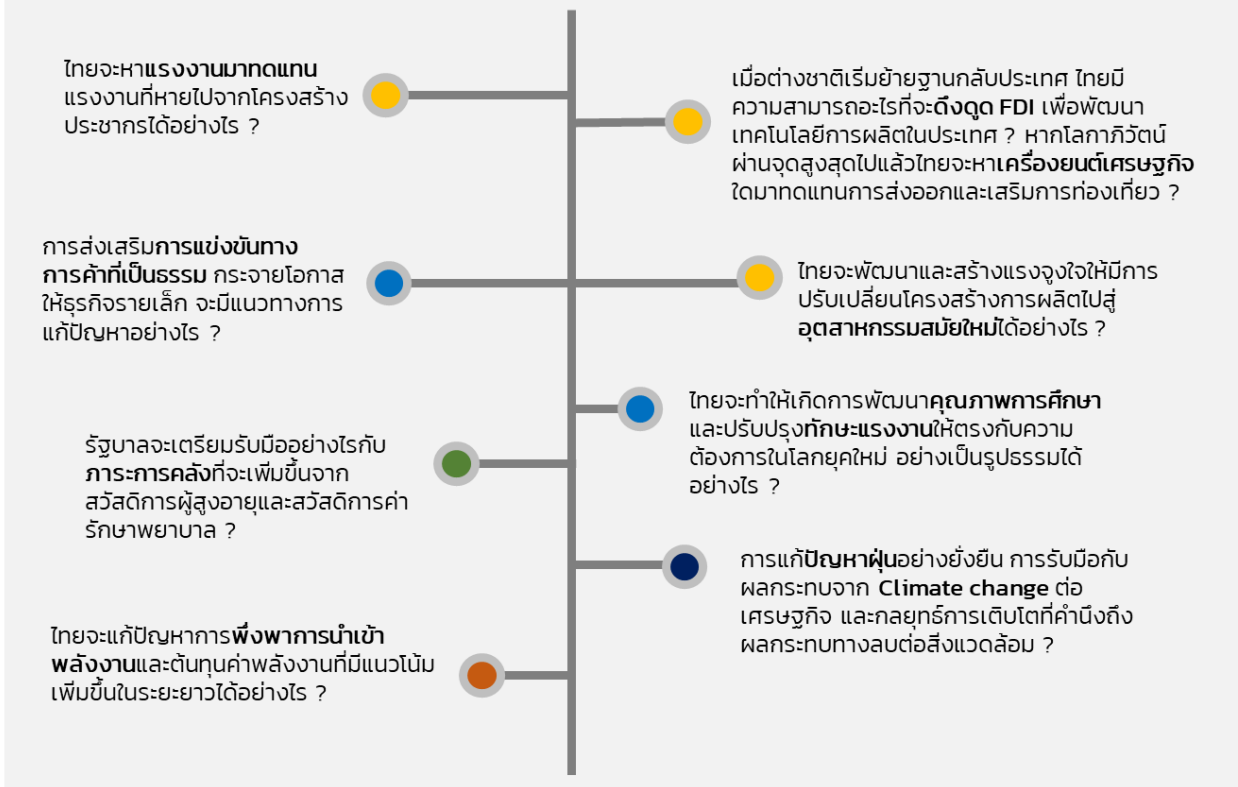 ไทยจะหาแรงงานมาทดแทน
แรงงานที่หายไปจากโครงสร้าง
ประชากรได้อย่างไร ?
เมื่อต่างชาติเริ่มย้ายฐานกลับประเทศ ไทยมี
ความสามารถอะไรที่จะดึงดูด FDI เพื่อพัฒนา
เทคโนโลยีการผลิตในประเทศ ? หากโลกาภิวัตน์
ผ่านจุดสูงสุดไปแล้วไทยจะหาเครื่องยนต์เศรษฐกิจ
ใดมาทดแทนการส่งออกและเสริมการท่องเที่ยว ?
การส่งเสริมการแข่งขันทาง
การค้าที่เป็นธรรม กระจายโอกาส
ให้ธุรกิจรายเล็ก จะมีแนวทางการ
แก้ปัญหาอย่างไร ?
ไทยจะพัฒนาและสร้างแรงจูงใจให้มีการ
ปรับเปลี่ยนโครงสร้างการผลิตไปสู่
อุตสาหกรรมสมัยใหม่ได้อย่างไร ?
ไทยจะทำให้เกิดการพัฒนาคุณภาพการศึกษา
และปรับปรุงทักษะแรงงานให้ตรงกับความ
ต้องการในโลกยุคใหม่ อย่างเป็นรูปธรรมได้
อย่างไร ?
รัฐบาลจะเตรียมรับมืออย่างไรกับ
ภาระการคลังที่จะเพิ่มขึ้นจาก
สวัสดิการผู้สูงอายุและสวัสดิการค่า
รักษาพยาบาล ?
การแก้ปัญหาฝุ่นอย่างยั่งยืน การรับมือกับ
ผลกระทบจาก Climate change ต่อ
เศรษฐกิจ และกลยุทธ์การเติบโตที่คำนึงถึง
ผลกระทบทางลบต่อสิ่งแวดล้อม ?
ไทยจะแก้ปัญหาการพึ่งพาการนำเข้า
พลังงานและต้นทุนค่าพลังงานที่มีแนวโน้ม
เพิ่มขึ้นในระยะยาวได้อย่างไร ?